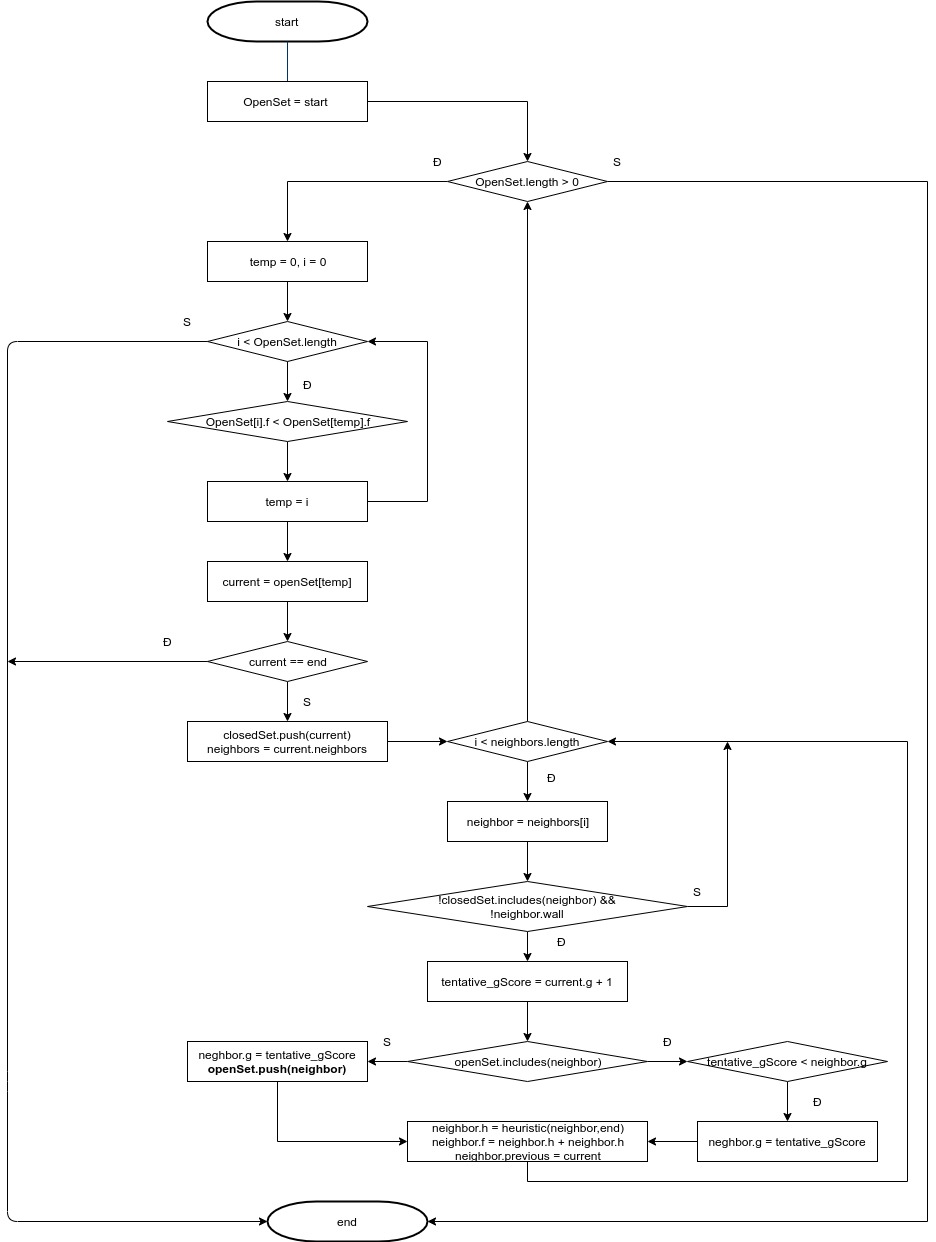 start
OpenSet = start
Đ
S
OpenSet.length > 0
temp = 0, i = 0
S
i < OpenSet.length
Đ
OpenSet[i].f < OpenSet[temp].f
temp = i
current = openSet[temp]
Đ
current == end
S
closedSet.push(current)
neighbors = current.neighbors
i < neighbors.length
Đ
neighbor = neighbors[i]
S
!closedSet.includes(neighbor) &&
!neighbor.wall
Đ
tentative_gScore = current.g + 1
S
Đ
neghbor.g = tentative_gScore
openSet.push(neighbor)
openSet.includes(neighbor)
tentative_gScore < neighbor.g
Đ
neighbor.h = heuristic(neighbor,end)
neighbor.f = neighbor.h + neighbor.h
neighbor.previous = current
neghbor.g = tentative_gScore
end